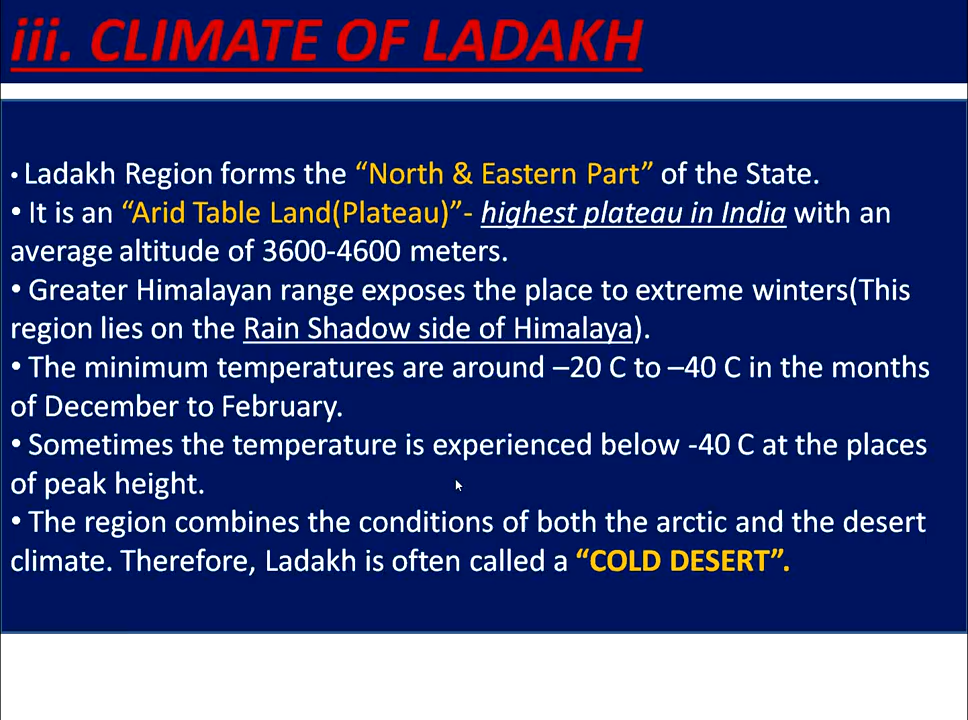 iii. CLIMATE OF LADAKH
• Ladakh Region forms the “North & Eastern Part” of the State.
• It is an “Arid Table Land(Plateau)”- highest plateau in India with an
average altitude of 3600-4600 meters.
• Greater Himalayan range exposes the place to extreme winters(This
region lies on the Rain Shadow side of Himalaya).
• The minimum temperatures are around –20 C to –40 C in the months
of December to February.
• Sometimes the temperature is experienced below -40 C at the places
of peak height.
• The region combines the conditions of both the arctic and the desert
climate. Therefore, Ladakh is often called a “COLD DESERT”.